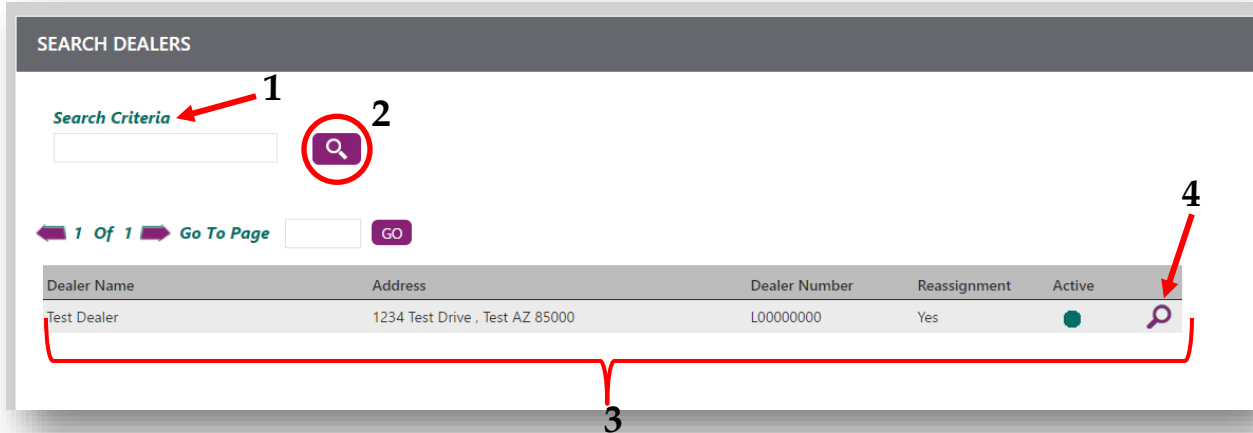 SEARCH DEALERS
1
Search Criteria
2
4
1 Of 1 Go To Page GO
Dealer Name Address Dealer Number Reassignment Active
Test Dealer 1234 Test Drive , Test AZ 85000 L00000000 Yes
3